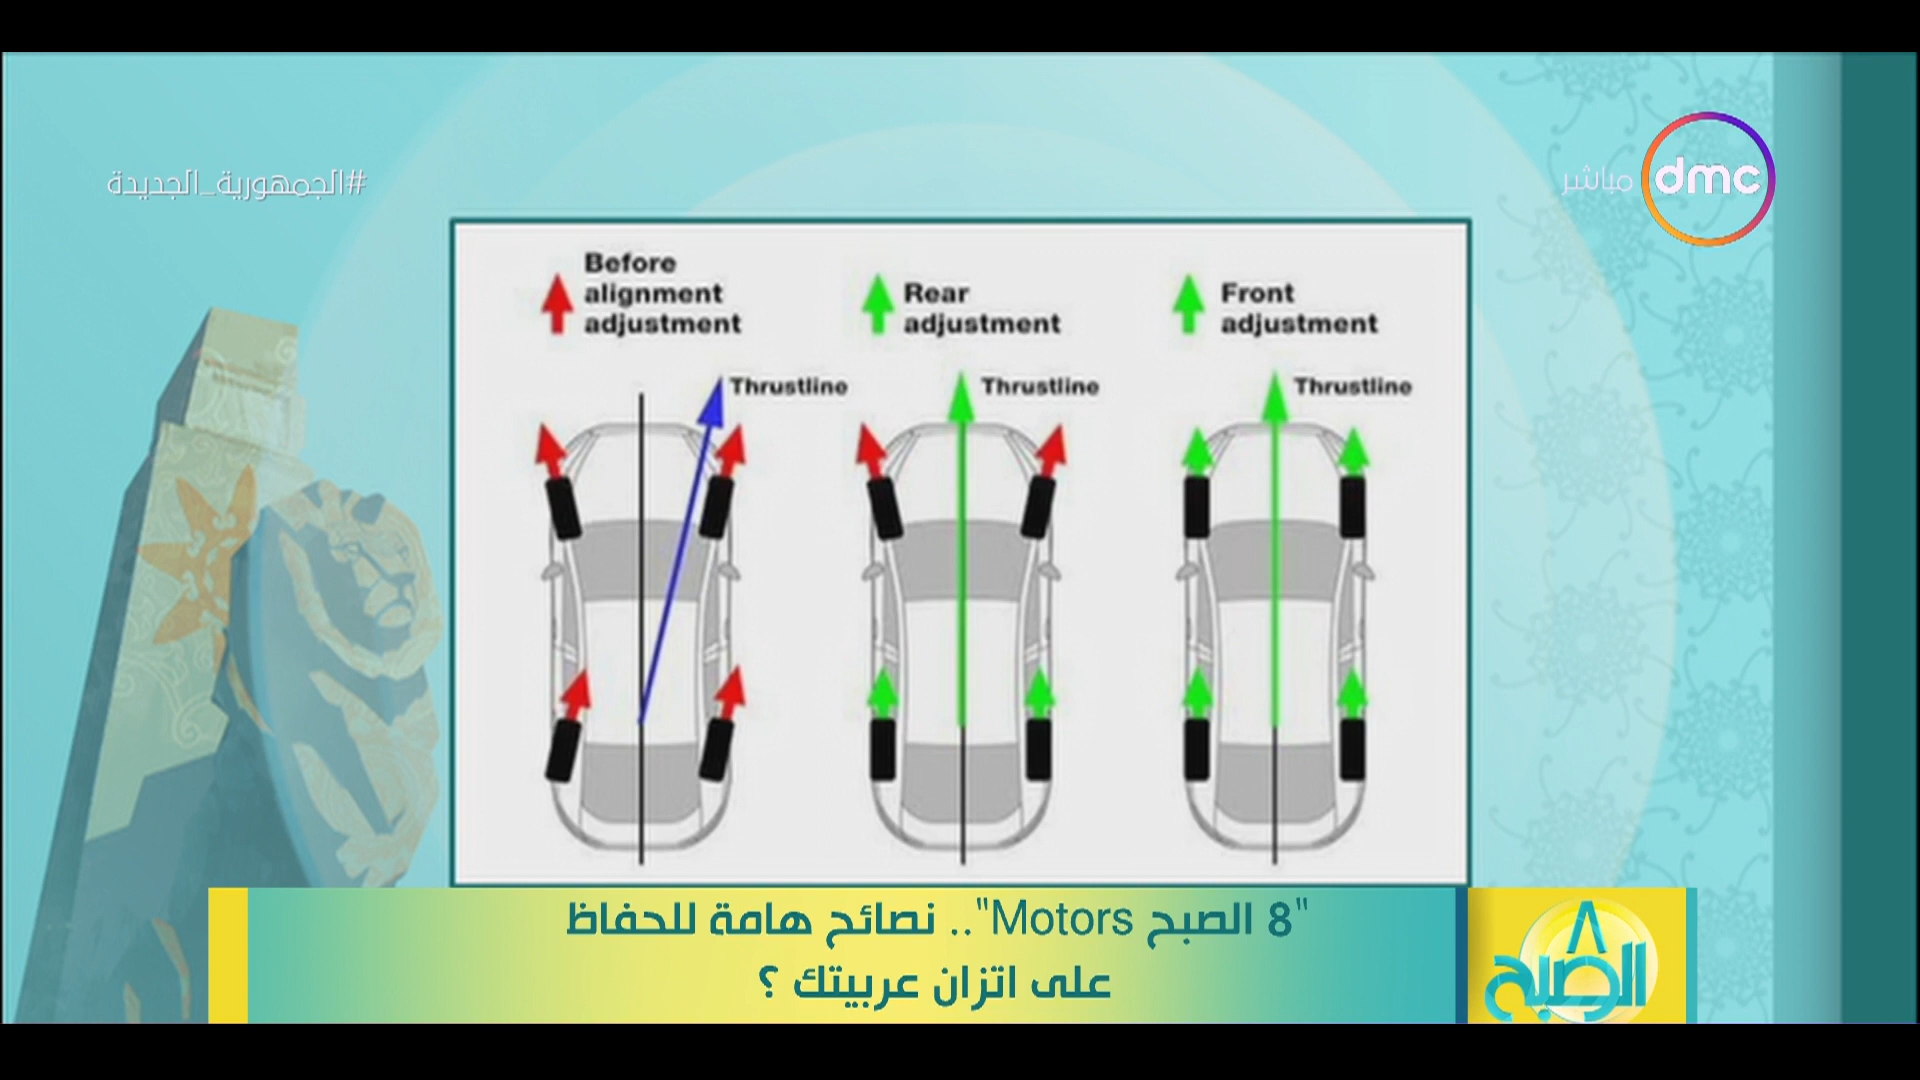 #الجمهورية_الجديدة
مباشر dmc
Before
alignment
adjustment
Rear
adjustment
Front
adjustment
Thrustline
Thrustline
Thrustline
"8 الصبح Motors".. نصائح هامة للحفاظ
على اتزان عربيتك ؟
٨
الصبح